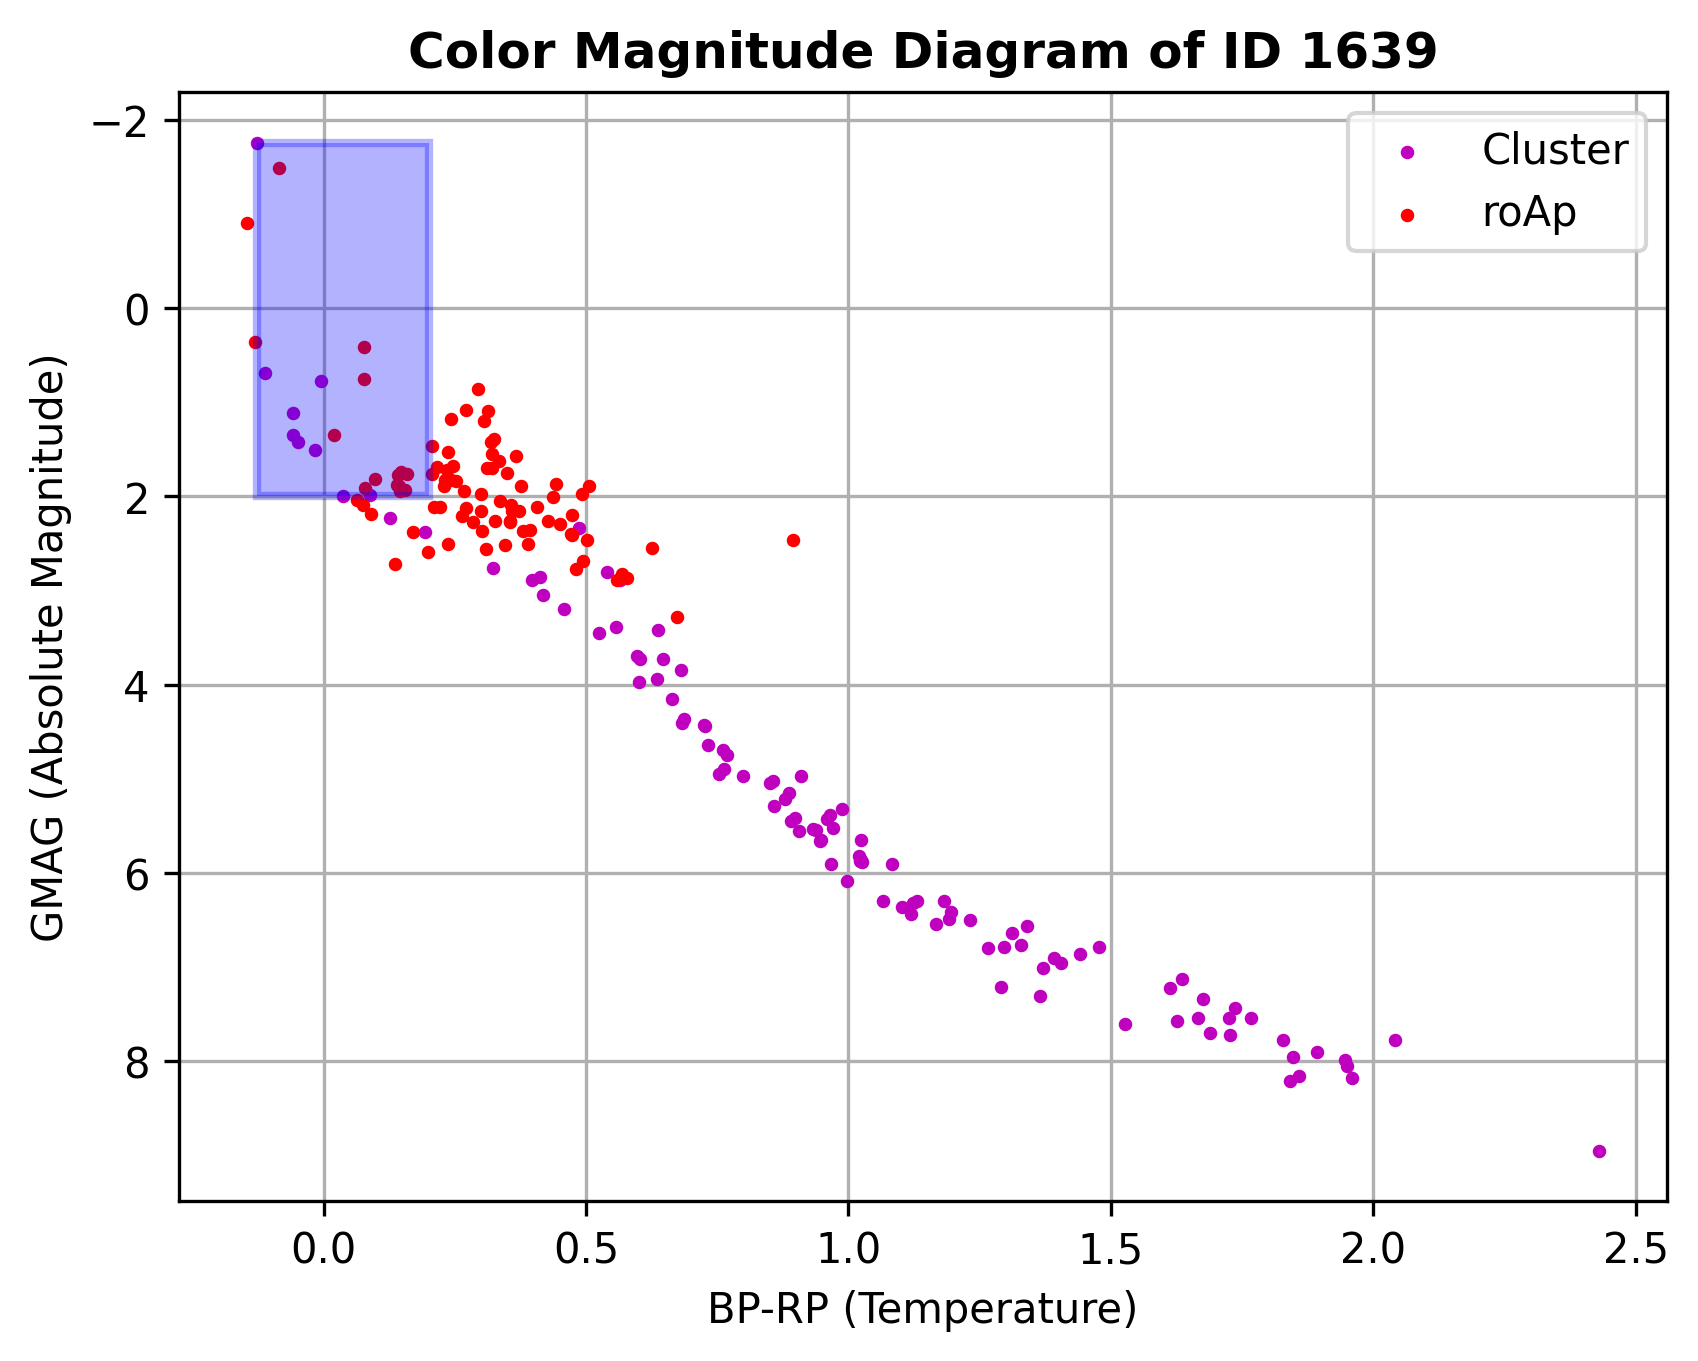 Color Magnitude Diagram of ID 1639
Cluster
roAp
−2
0
2
4
6
8
GMAG (Absolute Magnitude)
0.0 0.5 1.0 1.5 2.0 2.5
BP-RP (Temperature)